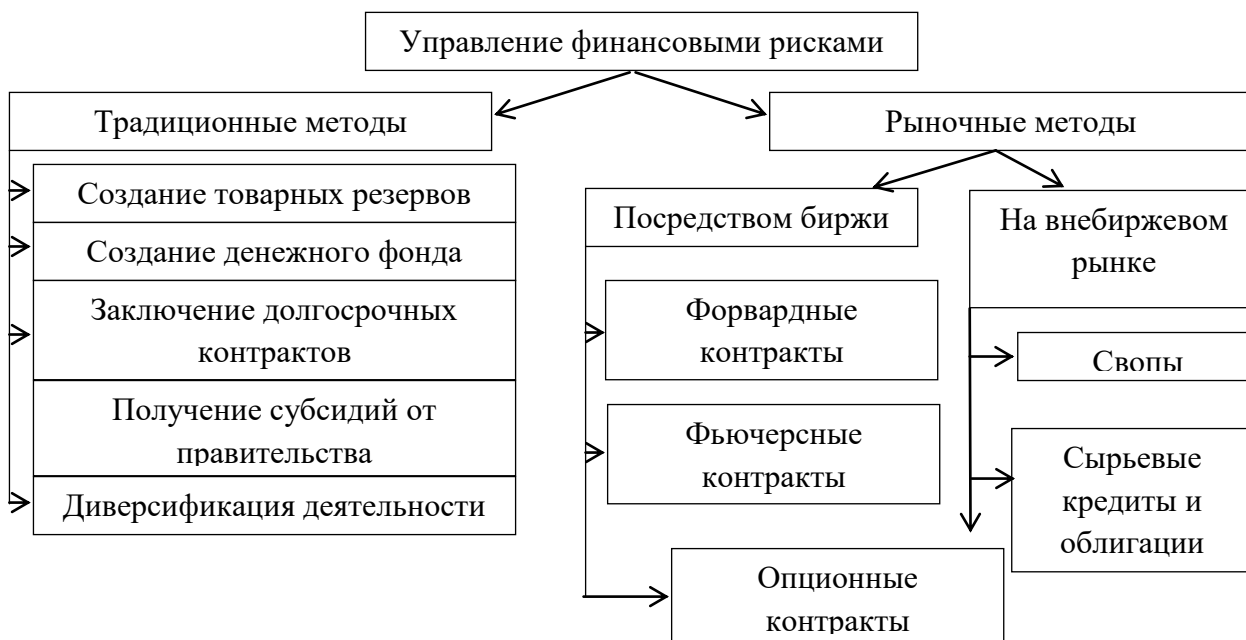 Управление финансовыми рисками
Традиционные методы
Создание товарных резервов
Создание денежного фонда
Заключение долгосрочных
контрактов
Получение субсидий от
правительства
Диверсификация деятельности
Рыночные методы
Посредством биржи
Форвардные
контракты
Фьючерсные
контракты
Опционные
контракты
На внебиржевом
рынке
Свопы
Сырьевые
кредиты и
облигации